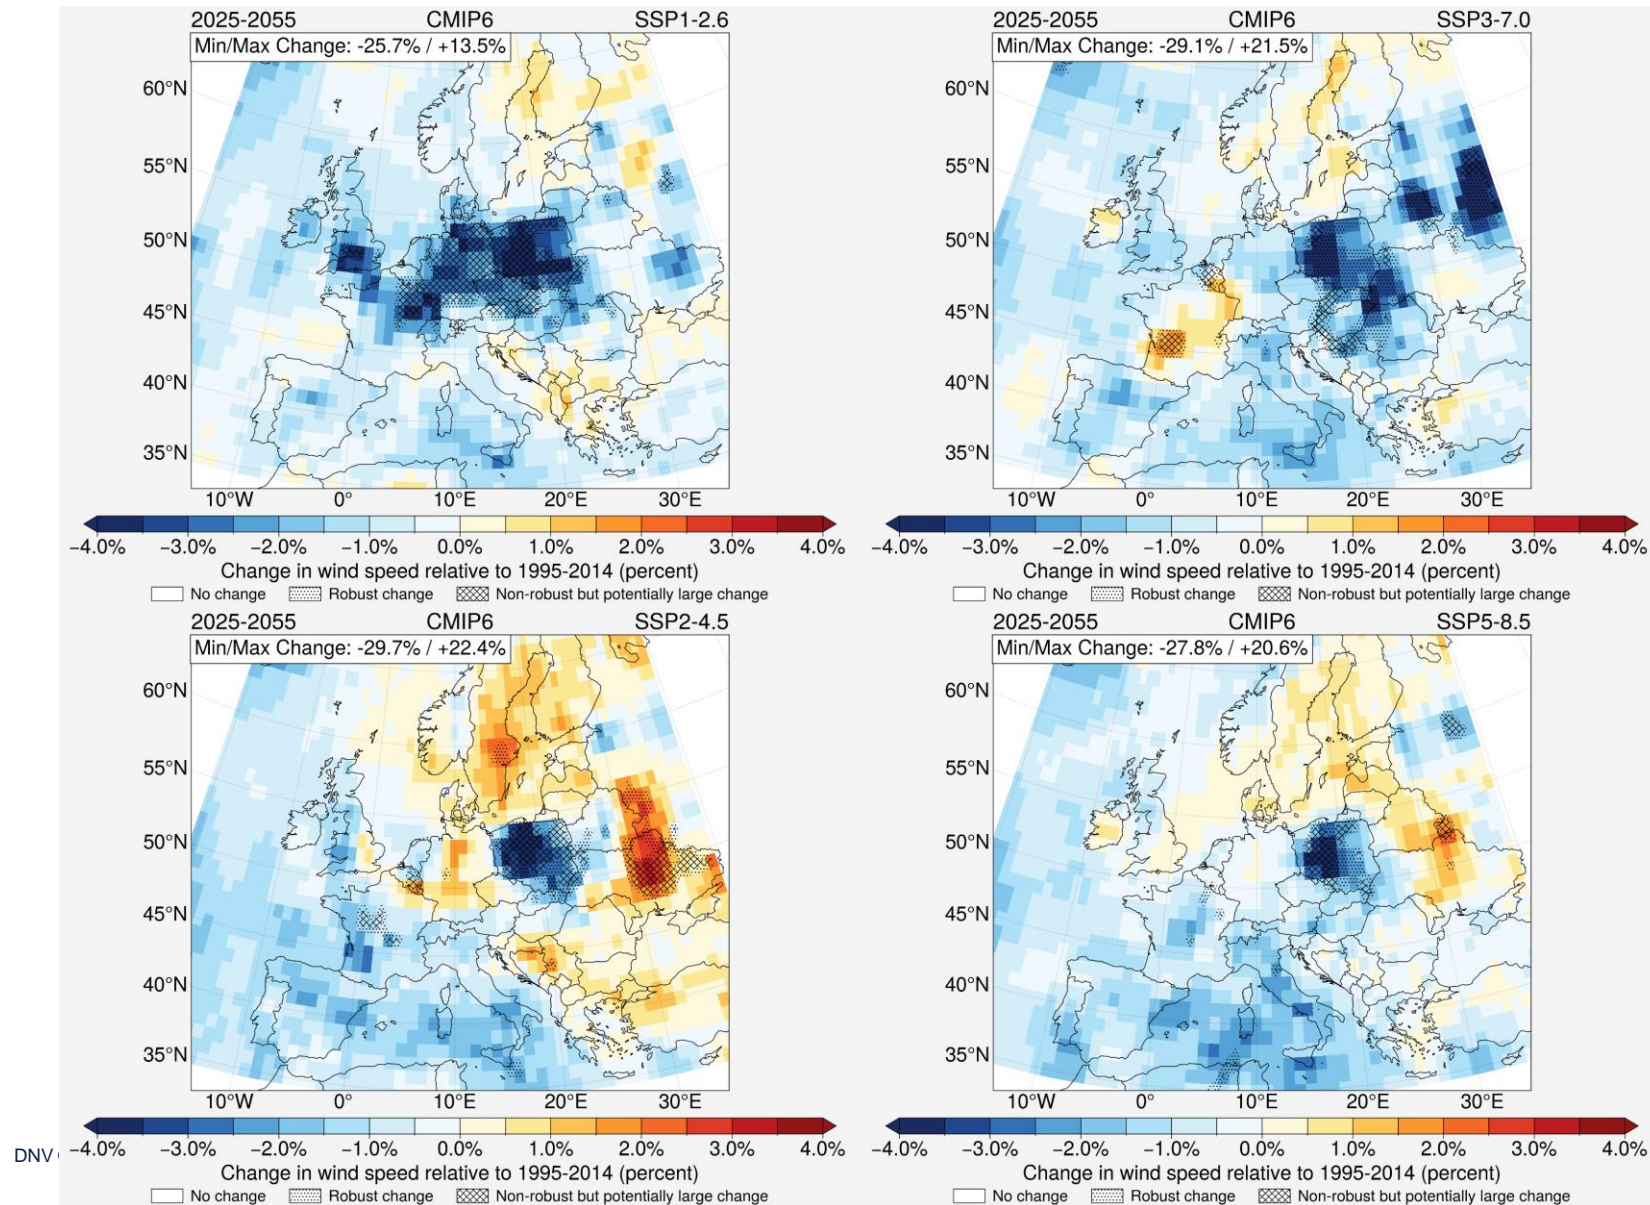 2025-2055 CMIP6 SSP1-2.6
Min/Max Change: -25.7% / +13.5%
60°N
55°N
50°N
45°N
40°N
35°N
10°W 0° 10°E 20°E 30°E
−4.0% −3.0% −2.0% −1.0% 0.0% 1.0% 2.0% 3.0% 4.0%
Change in wind speed relative to 1995-2014 (percent)
No change Robust change Non-robust but potentially large change
2025-2055 CMIP6 SSP3-7.0
Min/Max Change: -29.1% / +21.5%
60°N
55°N
50°N
45°N
40°N
35°N
10°W 0° 10°E 20°E 30°E
−4.0% −3.0% −2.0% −1.0% 0.0% 1.0% 2.0% 3.0% 4.0%
Change in wind speed relative to 1995-2014 (percent)
No change Robust change Non-robust but potentially large change
2025-2055 CMIP6 SSP2-4.5
Min/Max Change: -29.7% / +22.4%
60°N
55°N
50°N
45°N
40°N
35°N
10°W 0° 10°E 20°E 30°E
−4.0% −3.0% −2.0% −1.0% 0.0% 1.0% 2.0% 3.0% 4.0%
Change in wind speed relative to 1995-2014 (percent)
No change Robust change Non-robust but potentially large change
2025-2055 CMIP6 SSP5-8.5
Min/Max Change: -27.8% / +20.6%
60°N
55°N
50°N
45°N
40°N
35°N
10°W 0° 10°E 20°E 30°E
−4.0% −3.0% −2.0% −1.0% 0.0% 1.0% 2.0% 3.0% 4.0%
Change in wind speed relative to 1995-2014 (percent)
No change Robust change Non-robust but potentially large change
DNV